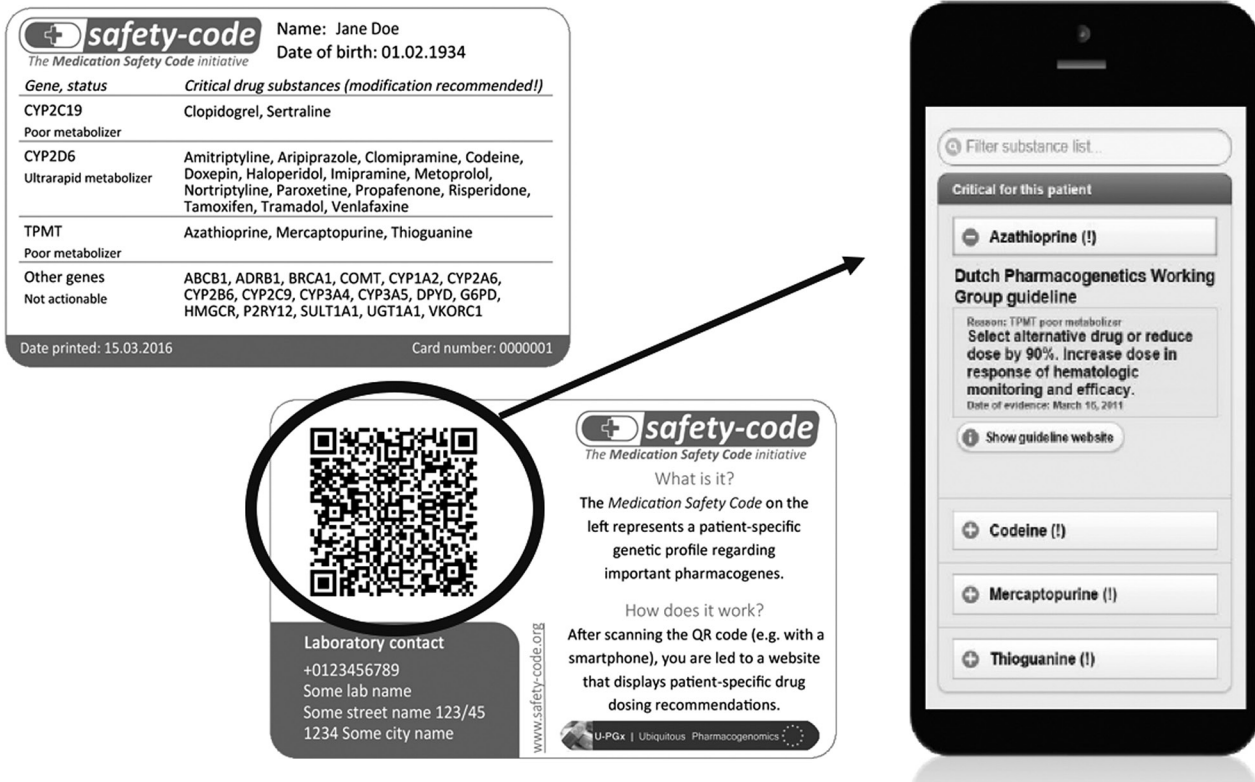 safety-code
The Medication Safety Code initiative
Name: Jane Doe
Date of birth: 01.02.1934
Gene, status
Critical drug substances (modification recommended!)
CYP2C19
Poor metabolizer
Clopidogrel, Sertraline
CYP2D6
Ultrarapid metabolizer
Amitriptyline, Aripiprazole, Clomipramine, Codeine,
Doxepin, Haloperidol, Imipramine, Metoprolol,
Nortriptyline, Paroxetine, Propafenone, Risperidone,
Tamoxifen, Tramadol, Venlafaxine
TPMT
Poor metabolizer
Azathioprine, Mercaptopurine, Thioguanine
Other genes
Not actionable
ABCB1, ADRB1, BRCA1, COMT, CYP1A2, CYP2A6,
CYP2B6, CYP2C9, CYP3A4, CYP3A5, DPYD, G6PD,
HMGCR, P2RY12, SULT1A1, UGT1A1, VKORC1
Date printed: 15.03.2016
Card number: 0000001
Laboratory contact
+0123456789
Some lab name
Some street name 123/45
1234 Some city name
www.safety-code.org
safety-code
The Medication Safety Code initiative
What is it?
The Medication Safety Code on the
left represents a patient-specific
genetic profile regarding
important pharmacogenes.
How does it work?
After scanning the QR code (e.g. with a
smartphone), you are led to a website
that displays patient-specific drug
dosing recommendations.
U-PGx | Ubiquitous Pharmacogenomics
Filter substance list...
Critical for this patient
Azathioprine (!)
Dutch Pharmacogenetics Working
Group guideline
Reason: TPMT poor metabolizer
Select alternative drug or reduce
dose by 90%. Increase dose in
response of hematologic
monitoring and efficacy.
Date of evidence: March 15, 2011
Show guideline website
Codeine (!)
Mercaptopurine (!)
Thioguanine (!)